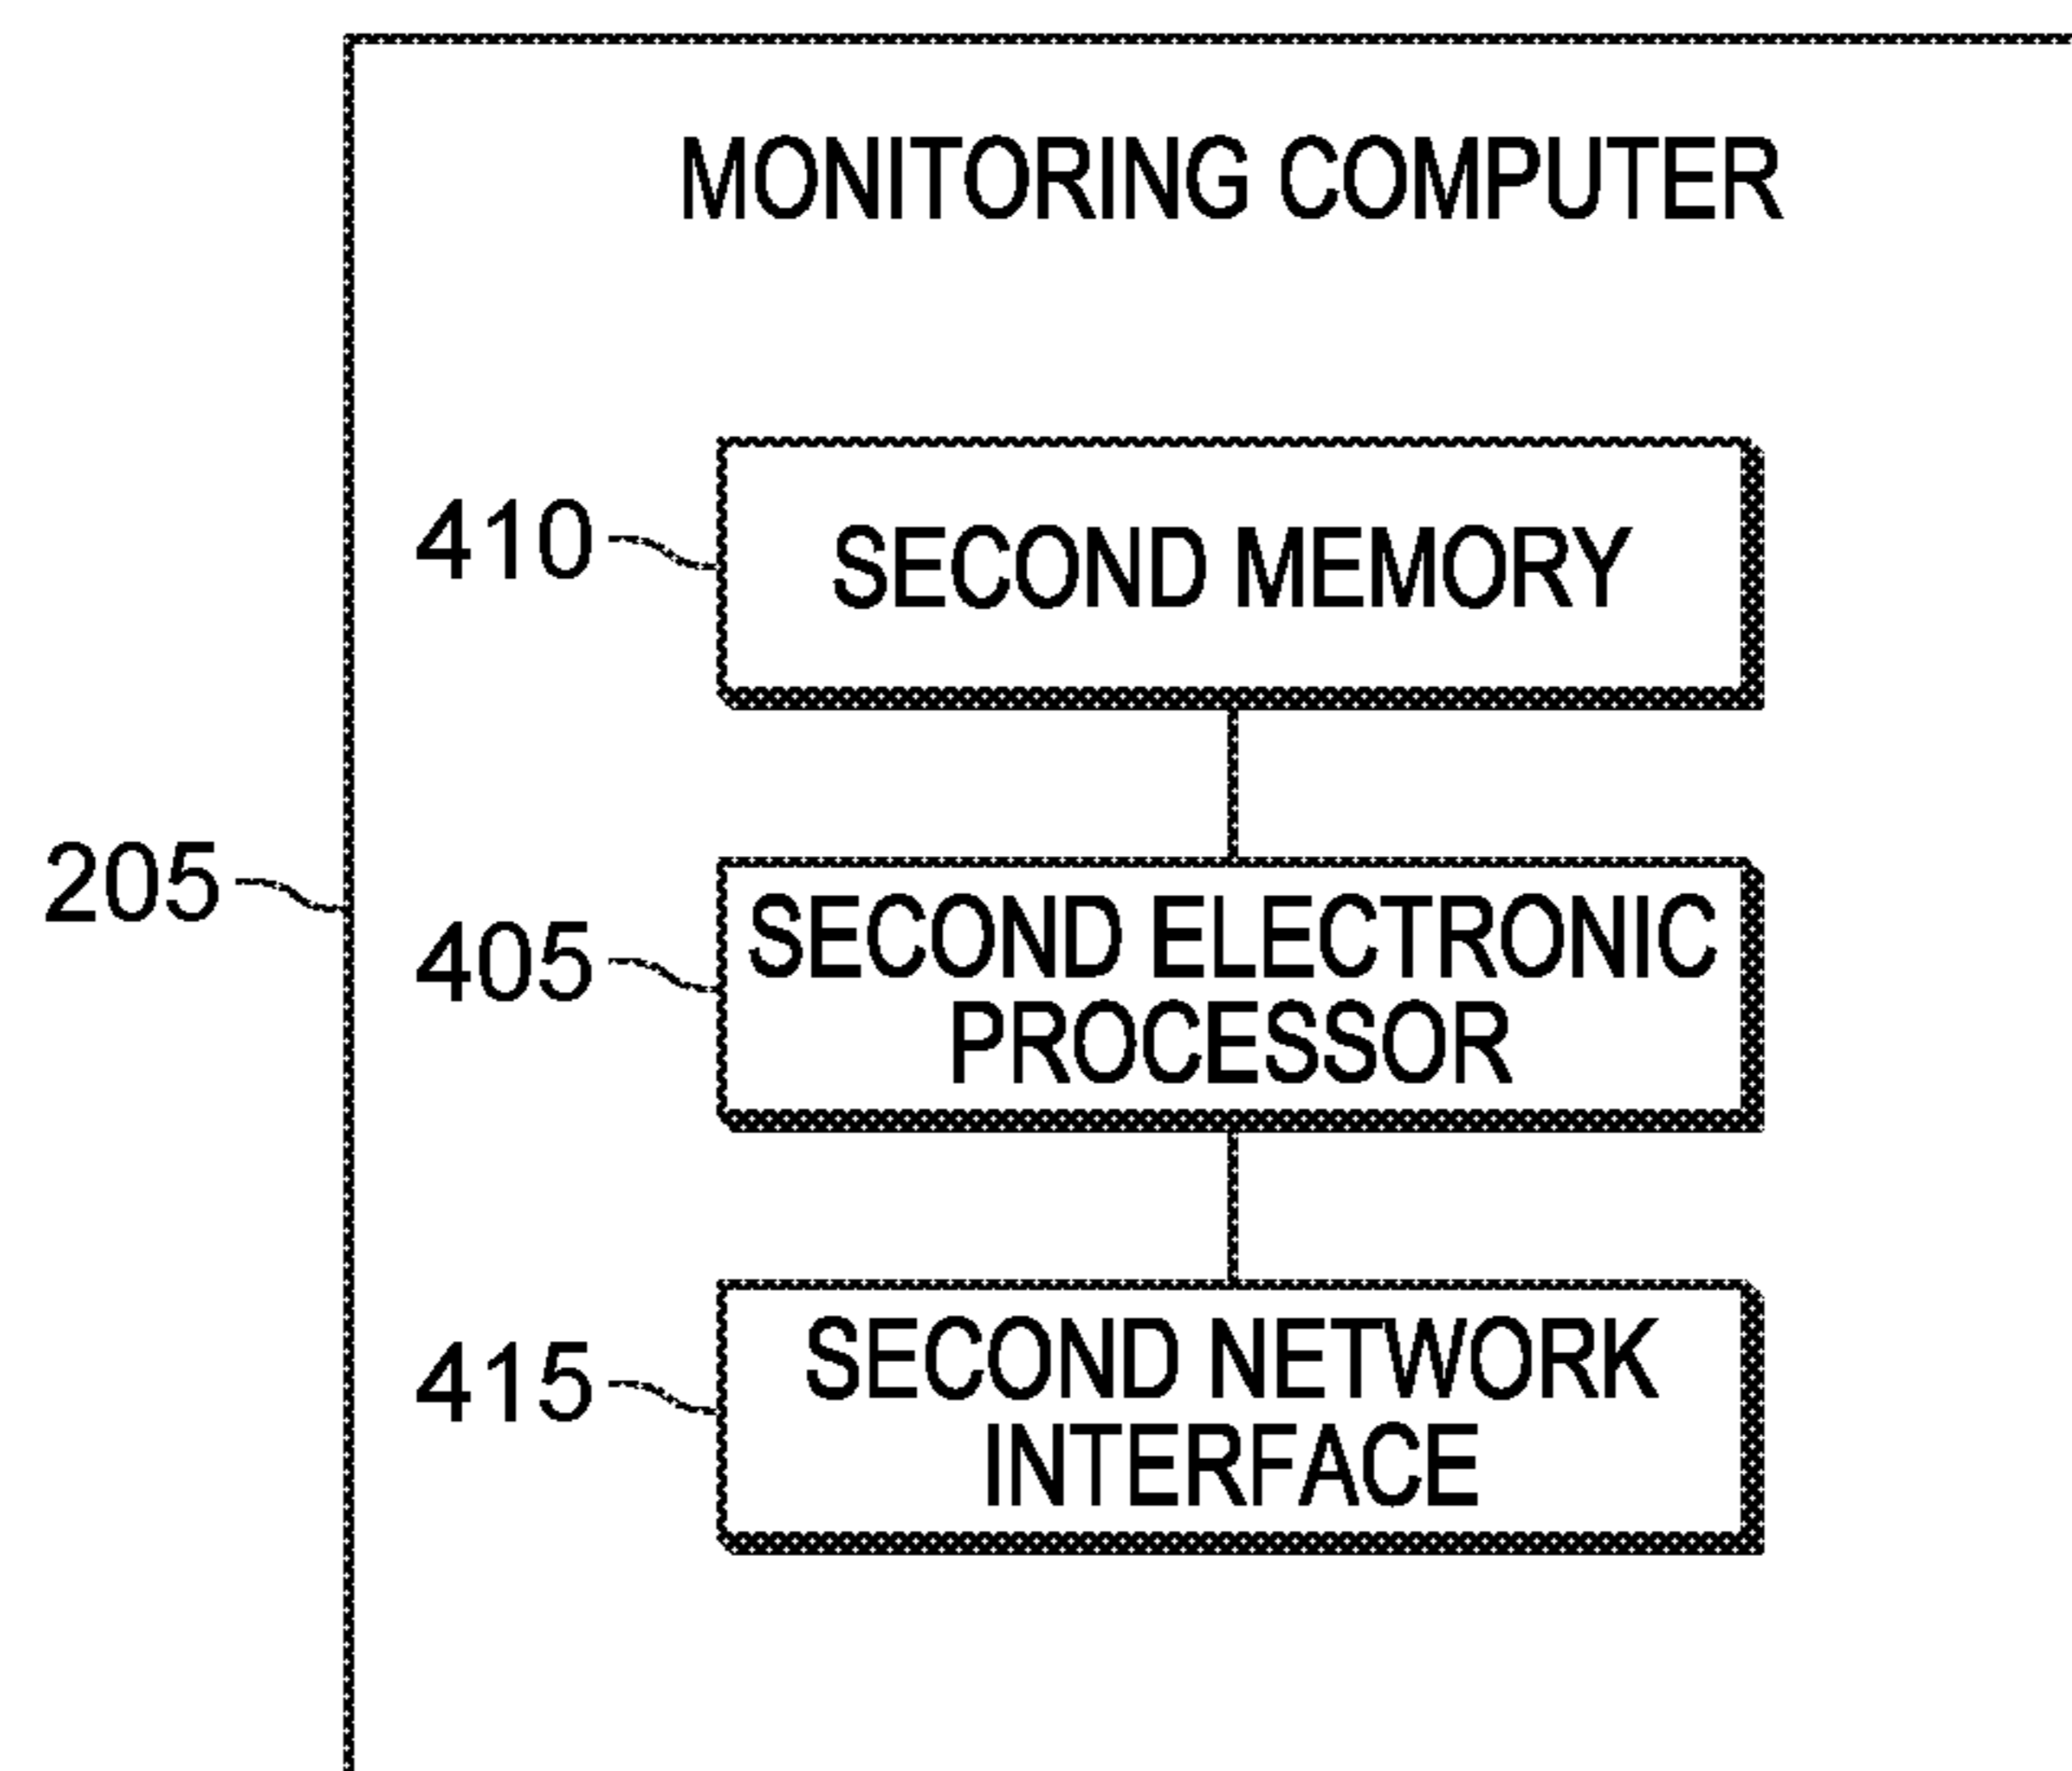 MONITORING COMPUTER
410
SECOND MEMORY
205
405
SECOND ELECTRONIC
PROCESSOR
415
SECOND NETWORK
INTERFACE